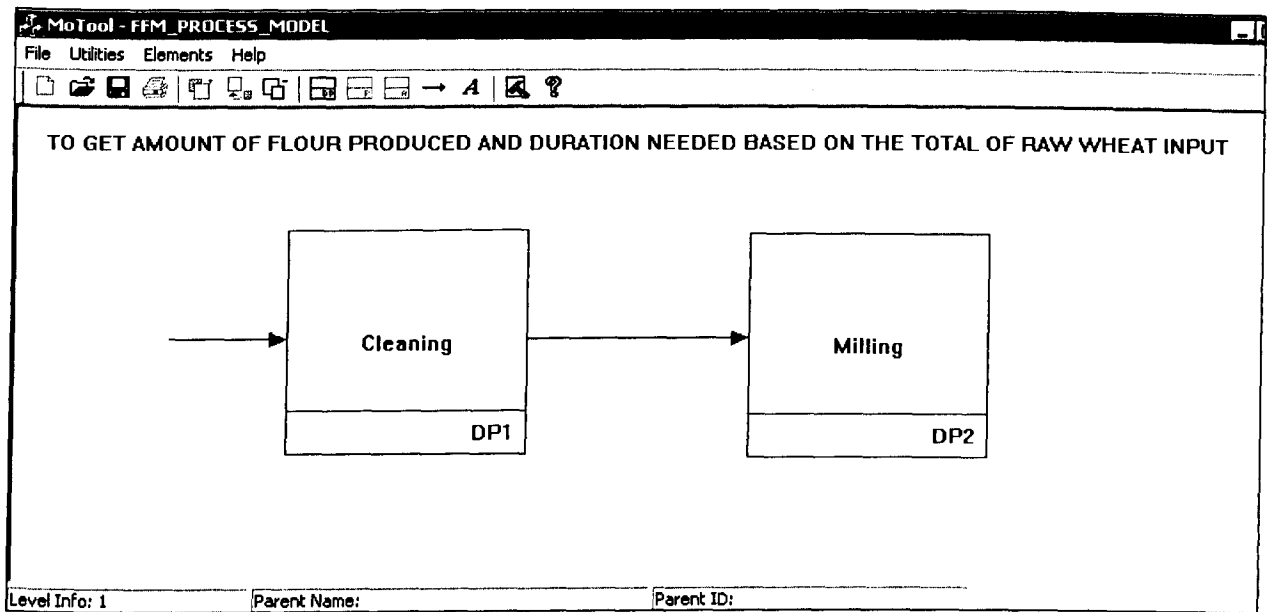 MoTool - FFM_PROCESS_MODEL
File Utilities Elements Help
A ?
TO GET AMOUNT OF FLOUR PRODUCED AND DURATION NEEDED BASED ON THE TOTAL OF RAW WHEAT INPUT
Cleaning
DP1
Milling
DP2
Level Info: 1 Parent Name: Parent ID: